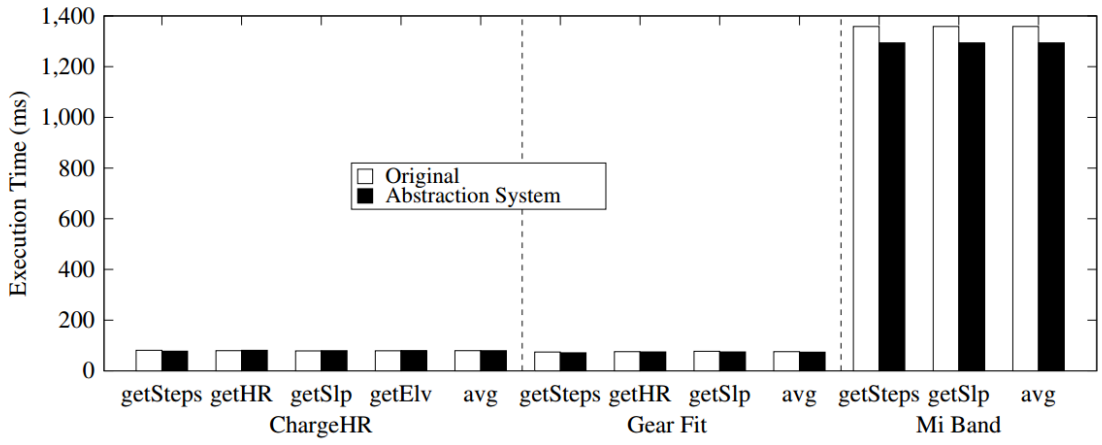 1,400
1,200
1,000
800
600
400
200
0
Execution Time (ms)
Original
Abstraction System
getSteps getHR getSlp getElv avg getSteps getHR getSlp avg getSteps getSlp avg
ChargeHR Gear Fit Mi Band